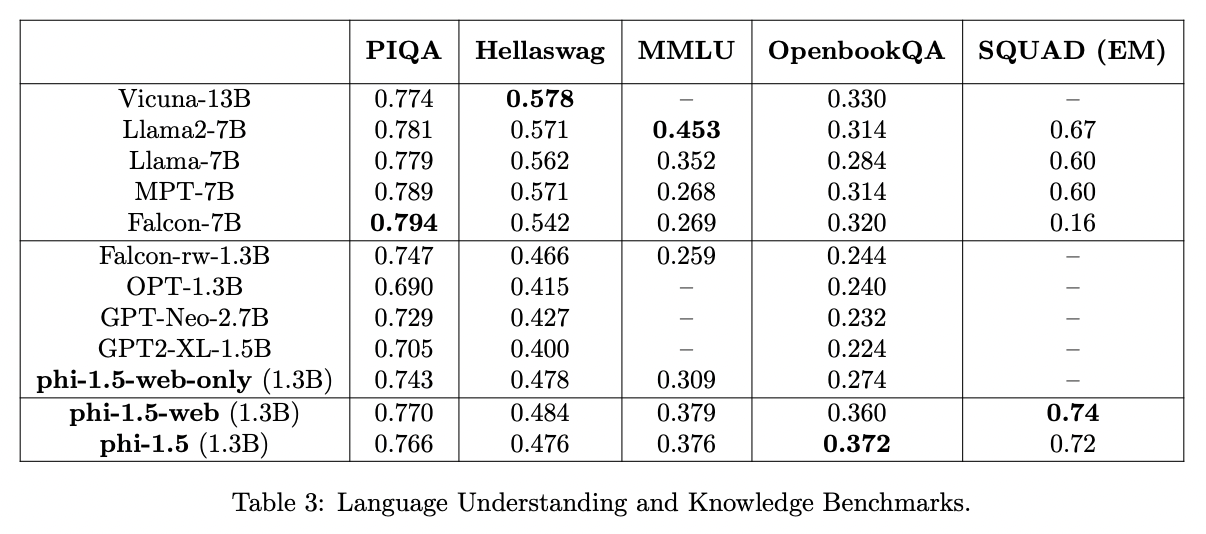 PIQA Hellaswag MMLU OpenbookQA SQUAD (EM)
Vicuna-13B 0.774 0.578 – 0.330 –
Llama2-7B 0.781 0.571 0.453 0.314 0.67
Llama-7B 0.779 0.562 0.352 0.284 0.60
MPT-7B 0.789 0.571 0.268 0.314 0.60
Falcon-7B 0.794 0.542 0.269 0.320 0.16
Falcon-rw-1.3B 0.747 0.466 0.259 0.244 –
OPT-1.3B 0.690 0.415 – 0.240 –
GPT-Neo-2.7B 0.729 0.427 – 0.232 –
GPT2-XL-1.5B 0.705 0.400 – 0.224 –
phi-1.5-web-only (1.3B) 0.743 0.478 0.309 0.274 –
phi-1.5-web (1.3B) 0.770 0.484 0.379 0.360 0.74
phi-1.5 (1.3B) 0.766 0.476 0.376 0.372 0.72
Table 3: Language Understanding and Knowledge Benchmarks.